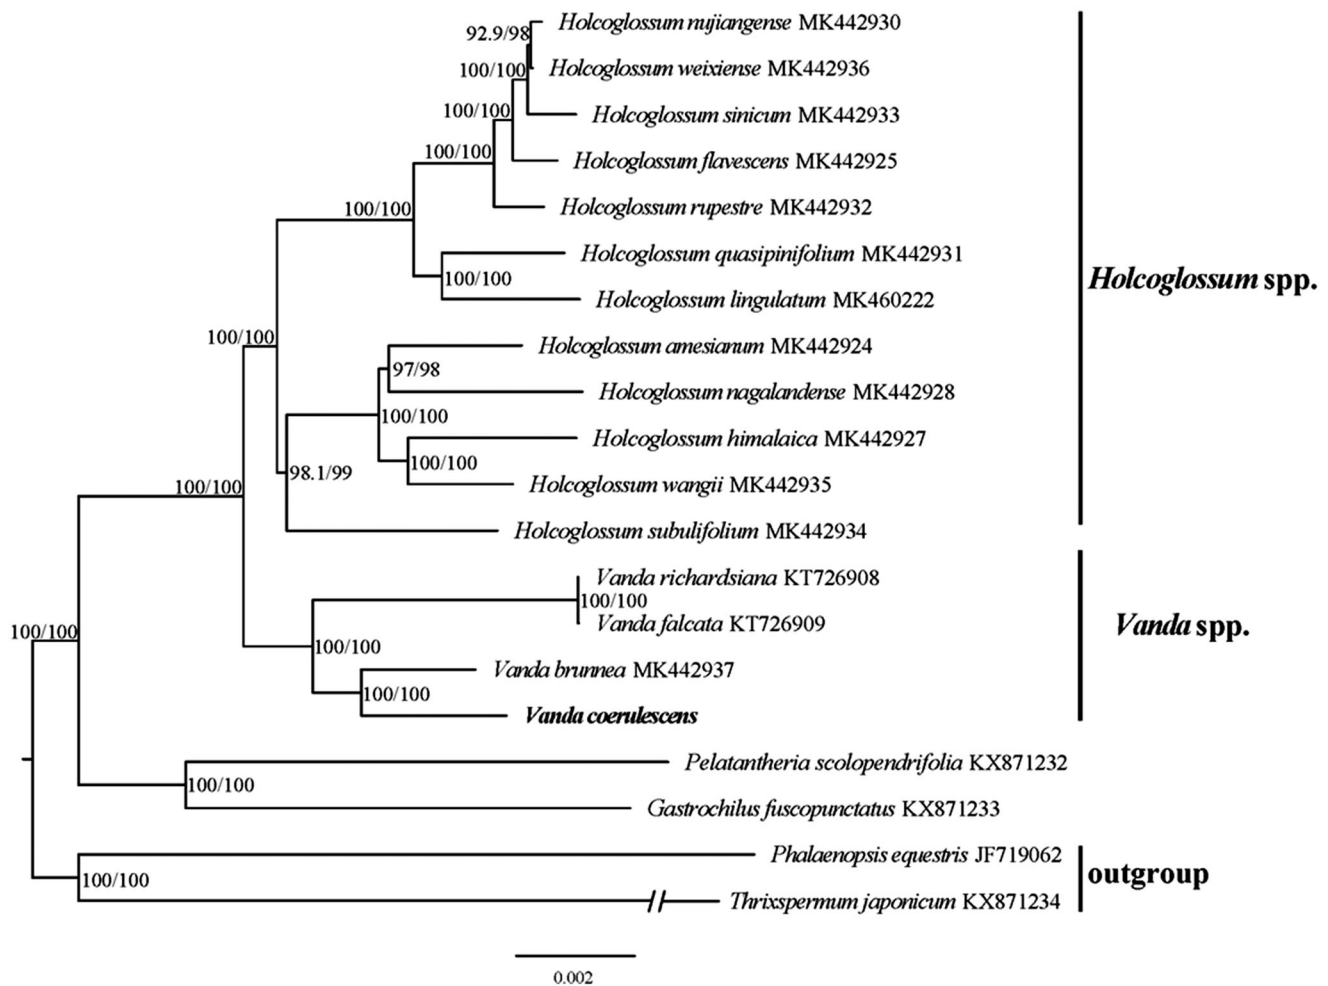 Holcoglossum nujiangense MK442930
92.9/98
Holcoglossum weixiense MK442936
100/100
Holcoglossum sinicum MK442933
100/100
Holcoglossum flavescens MK442925
100/100
Holcoglossum rupestre MK442932
100/100
Holcoglossum quasipinifolium MK442931
100/100
Holcoglossum spp.
Holcoglossum lingulatum MK460222
100/100
Holcoglossum amesianum MK442924
97/98
Holcoglossum nagalandense MK442928
100/100
Holcoglossum himalaica MK442927
100/100
98.1/99
Holcoglossum wangii MK442935
100/100
Holcoglossum subulifolium MK442934
Vanda richardsiana KT726908
100/100
Vanda falcata KT726909
Vanda spp.
100/100
100/100
Vanda brunnea MK442937
100/100
Vanda coerulescens
Pelatantheria scolopendrifolia KX871232
100/100
Gastrochilus fuscopunctatus KX871233
Phalaenopsis equestris JF719062
100/100
outgroup
Thrixspermum japonicum KX871234
0.002